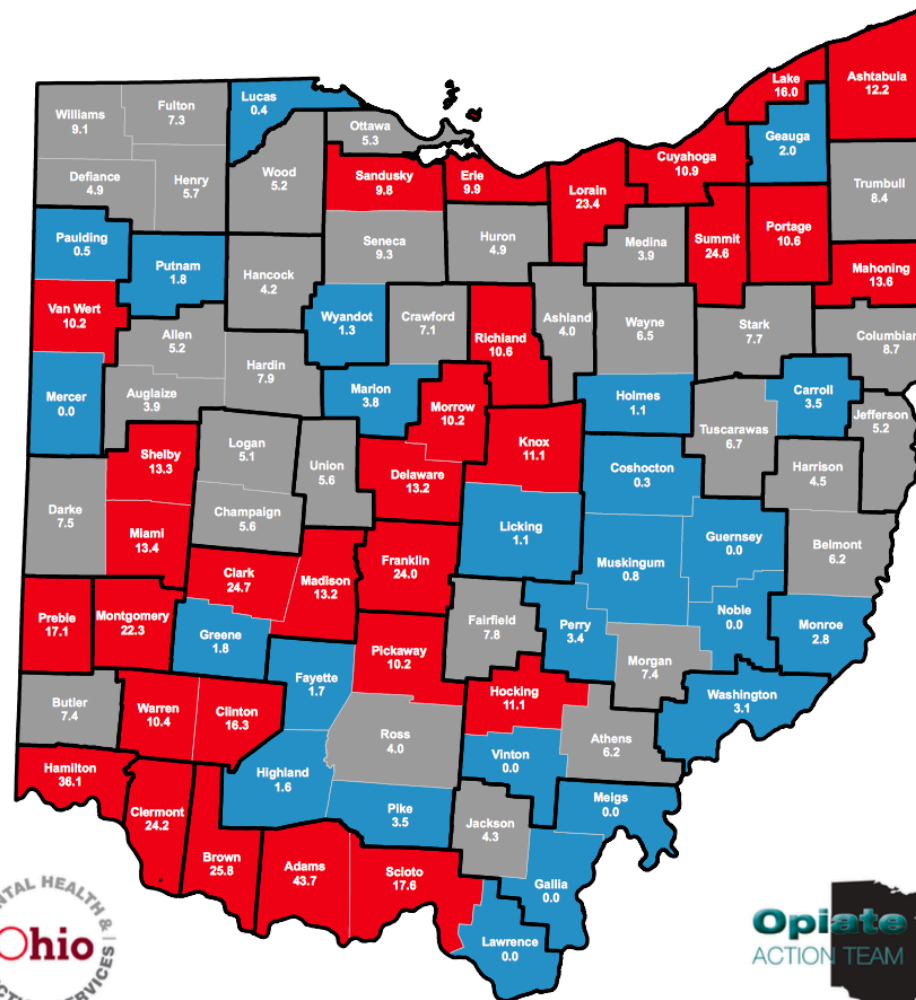 Lake
16.0
Ashtabula
12.2
Lucas
0.4
Williams
9.1
Fulton
7.3
Ottawa
5.3
Geauga
2.0
Cuyahoga
10.9
Defiance
4.9
Henry
5.7
Wood
5.2
Sandusky
9.8
Erie
9.9
Lorain
23.4
Trumbull
8.4
Paulding
0.5
Putnam
1.8
Hancock
4.2
Seneca
9.3
Huron
4.9
Medina
3.9
Summit
24.6
Portage
10.6
Mahoning
13.6
Van Wert
10.2
Allen
5.2
Wyandot
1.3
Crawford
7.1
Richland
10.6
Ashland
4.0
Wayne
6.5
Stark
7.7
Columbian
8.7
Mercer
0.0
Auglaize
3.9
Hardin
7.9
Marion
3.8
Morrow
10.2
Holmes
1.1
Carroll
3.5
Tuscarawas
6.7
Jefferson
5.2
Shelby
13.3
Logan
5.1
Union
5.6
Delaware
13.2
Knox
11.1
Coshocton
0.3
Harrison
4.5
Darke
7.5
Champaign
5.6
Miami
13.4
Licking
1.1
Muskingum
0.8
Guernsey
0.0
Belmont
6.2
Clark
24.7
Madison
13.2
Franklin
24.0
Preble
17.1
Montgomery
22.3
Greene
1.8
Fairfield
7.8
Perry
3.4
Noble
0.0
Monroe
2.8
Pickaway
10.2
Morgan
7.4
Fayette
1.7
Butler
7.4
Warren
10.4
Clinton
16.3
Hocking
11.1
Washington
3.1
Ross
4.0
Athens
6.2
Hamilton
36.1
Highland
1.6
Vinton
0.0
Clermont
24.2
Pike
3.5
Jackson
4.3
Meigs
0.0
Brown
25.8
Adams
43.7
Scioto
17.6
Gallia
0.0
Lawrence
0.0
NTAL HEALTH &
Ohio
Opiate
ACTION TEAM